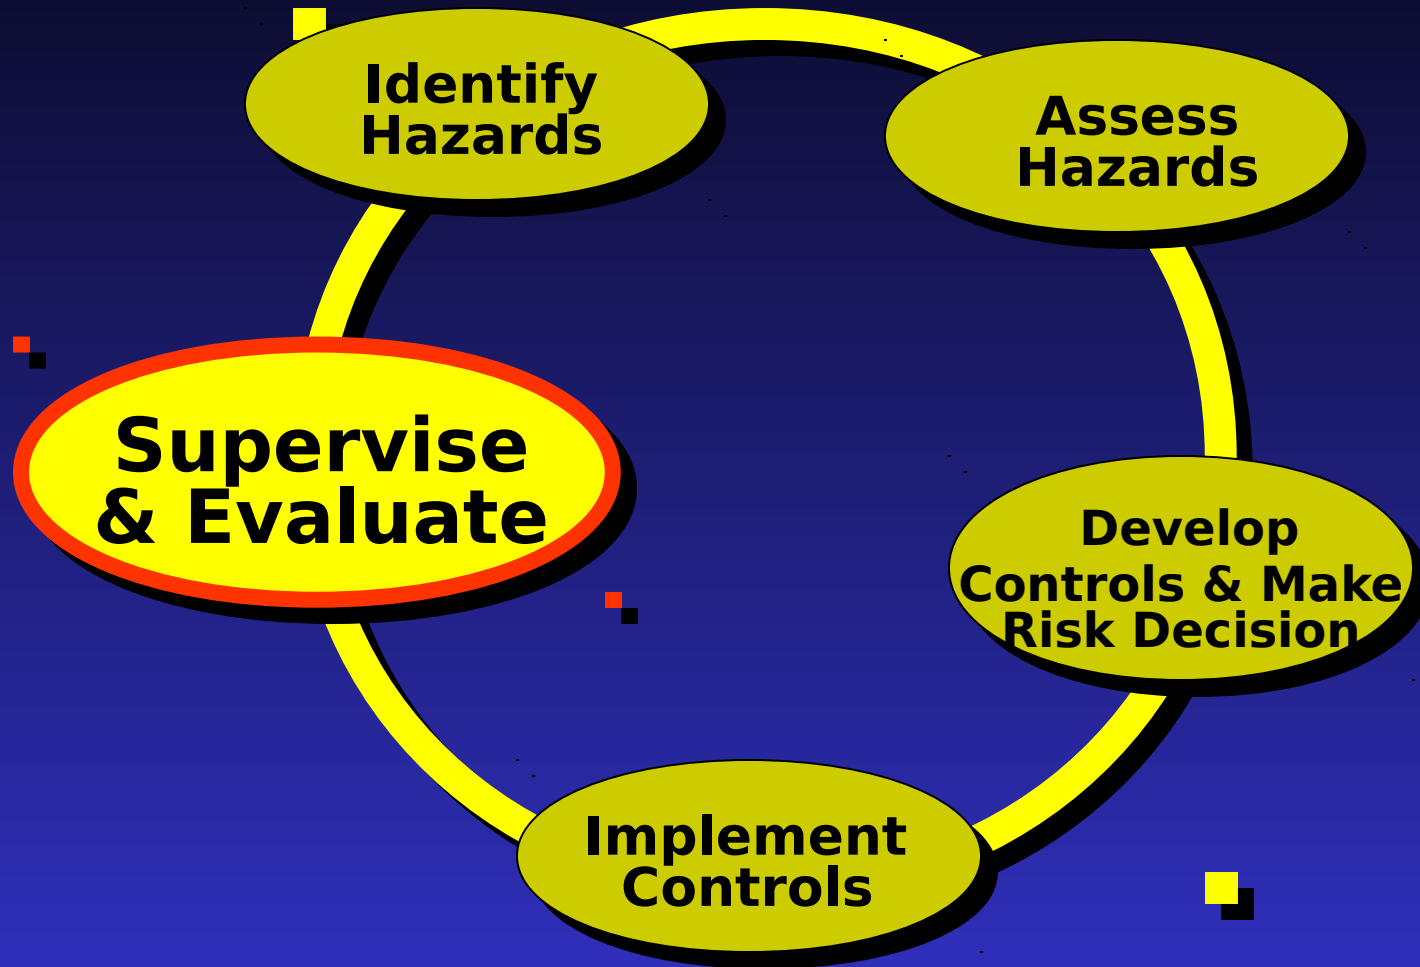 Identify
Hazards
Assess
Hazards
Supervise
& Evaluate
Develop
Controls & Make
Risk Decision
Implement
Controls